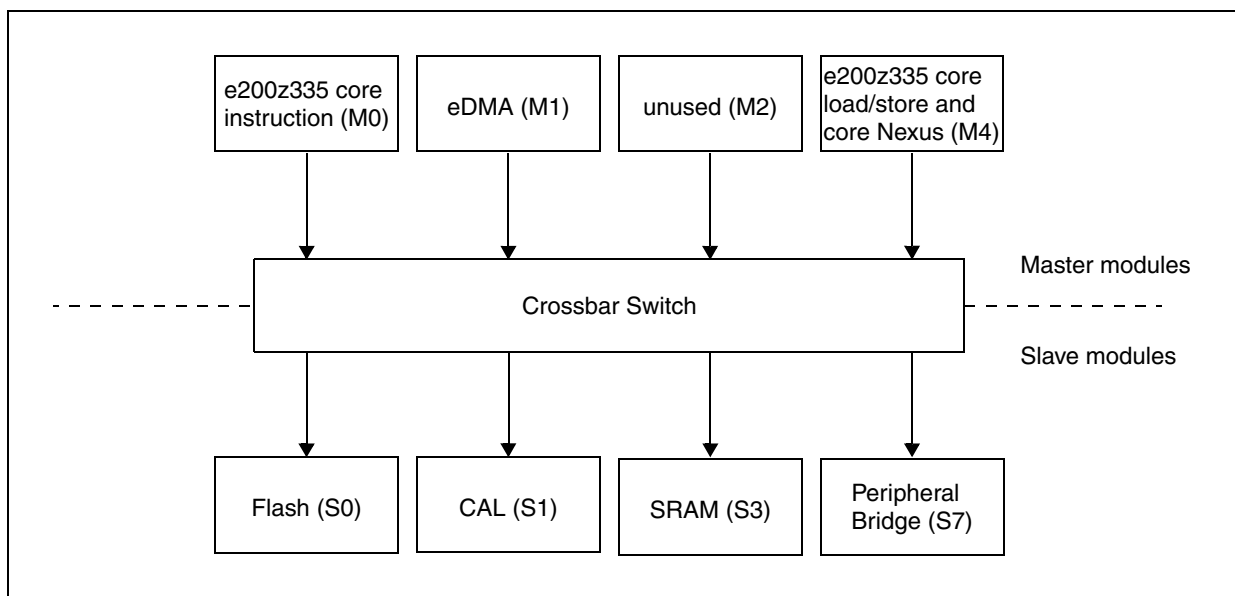 e200z335 core
instruction (M0)
eDMA (M1)
unused (M2)
e200z335 core
load/store and
core Nexus (M4)
Master modules
Crossbar Switch
Slave modules
Flash (S0)
CAL (S1)
SRAM (S3)
Peripheral
Bridge (S7)